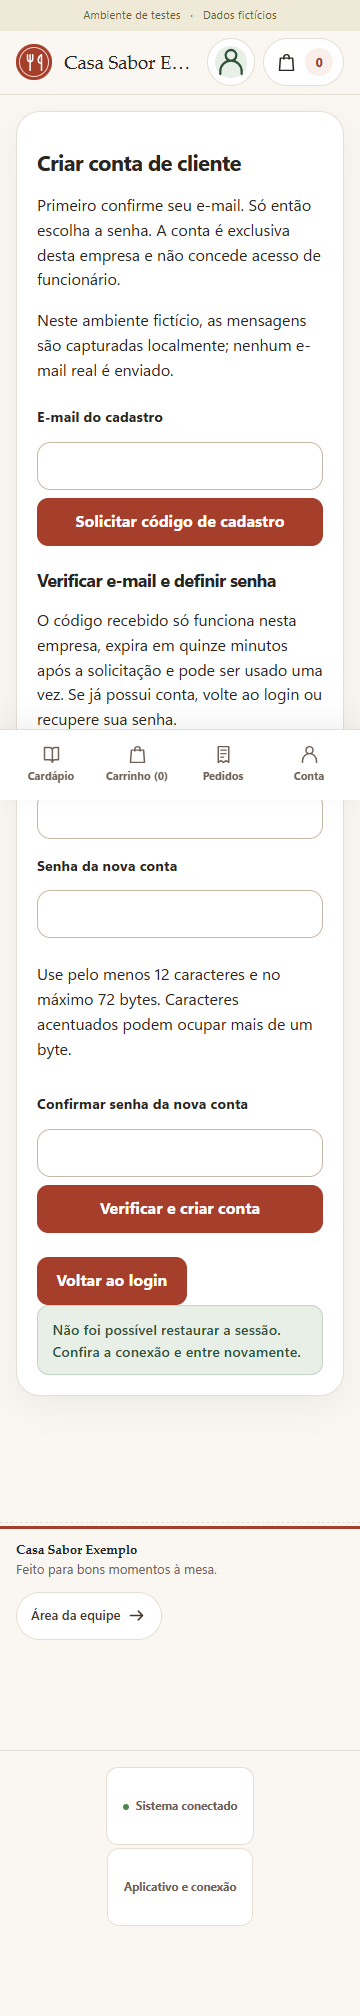 Ambiente de testes · Dados fictícios
Casa Sabor E...
0
Criar conta de cliente
Primeiro confirme seu e-mail. Só então
escolha a senha. A conta é exclusiva
desta empresa e não concede acesso de
funcionário.
Neste ambiente fictício, as mensagens
são capturadas localmente; nenhum e-
mail real é enviado.
E-mail do cadastro
Solicitar código de cadastro
Verificar e-mail e definir senha
O código recebido só funciona nesta
empresa, expira em quinze minutos
após a solicitação e pode ser usado uma
vez. Se já possui conta, volte ao login ou
recupere sua senha.
Cardápio
Carrinho (0)
Pedidos
Conta
Senha da nova conta
Use pelo menos 12 caracteres e no
máximo 72 bytes. Caracteres
acentuados podem ocupar mais de um
byte.
Confirmar senha da nova conta
Verificar e criar conta
Voltar ao login
Não foi possível restaurar a sessão.
Confira a conexão e entre novamente.
Casa Sabor Exemplo
Feito para bons momentos à mesa.
Área da equipe →
Sistema conectado
Aplicativo e conexão